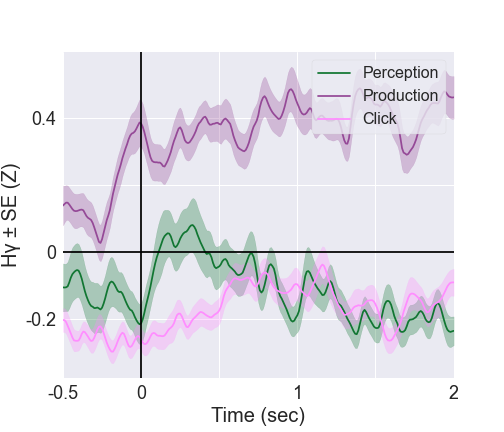 Perception
Production
Click
0.4
0
-0.2
Hγ ± SE (Z)
-0.5 0 1 2
Time (sec)